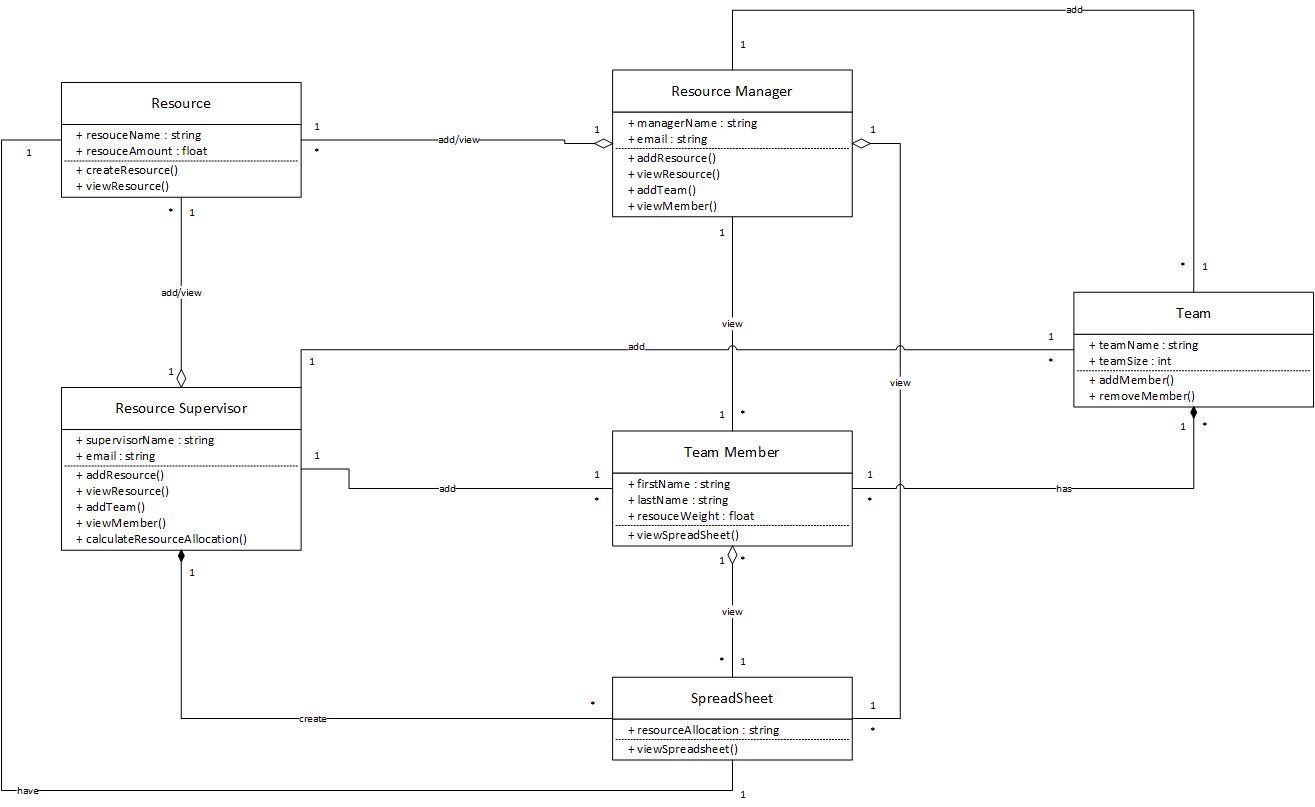 add
1
Resource Manager
+ managerName : string
+ email : string
+ addResource()
+ viewResource()
+ addTeam()
+ viewMember()
Resource
+ resouceName : string
+ resouceAmount : float
+ createResource()
+ viewResource()
1
1
*
add/view
1
1
* 1
1
* 1
add/view
view
Team
+ teamName : string
+ teamSize : int
+ addMember()
+ removeMember()
1
add
1
*
view
1
Resource Supervisor
+ supervisorName : string
+ email : string
+ addResource()
+ viewResource()
+ addTeam()
+ viewMember()
+ calculateResourceAllocation()
1 *
1 *
Team Member
+ firstName : string
+ lastName : string
+ resouceWeight : float
+ viewSpreadSheet()
1
add
1
*
1
*
has
1 *
1
view
* 1
SpreadSheet
+ resourceAllocation : string
+ viewSpreadsheet()
*
create
1
*
have
1